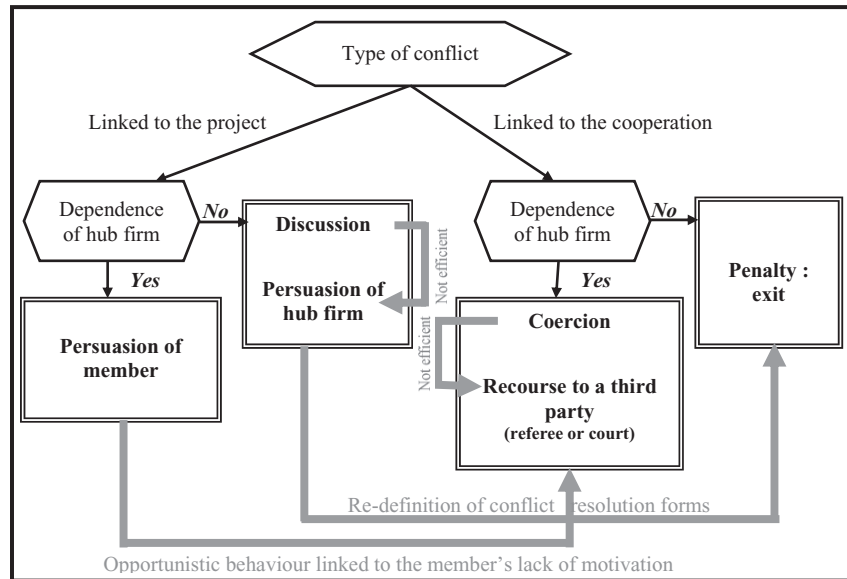 Type of conflict
Linked to the project
Linked to the cooperation
Dependence
of hub firm
No
Yes
Discussion
Persuasion of
hub firm
Not efficient
Persuasion of
member
Dependence
of hub firm
No
Yes
Penalty :
exit
Coercion
Not efficient
Recourse to a third
party
(referee or court)
Re-definition of conflict resolution forms
Opportunistic behaviour linked to the member's lack of motivation